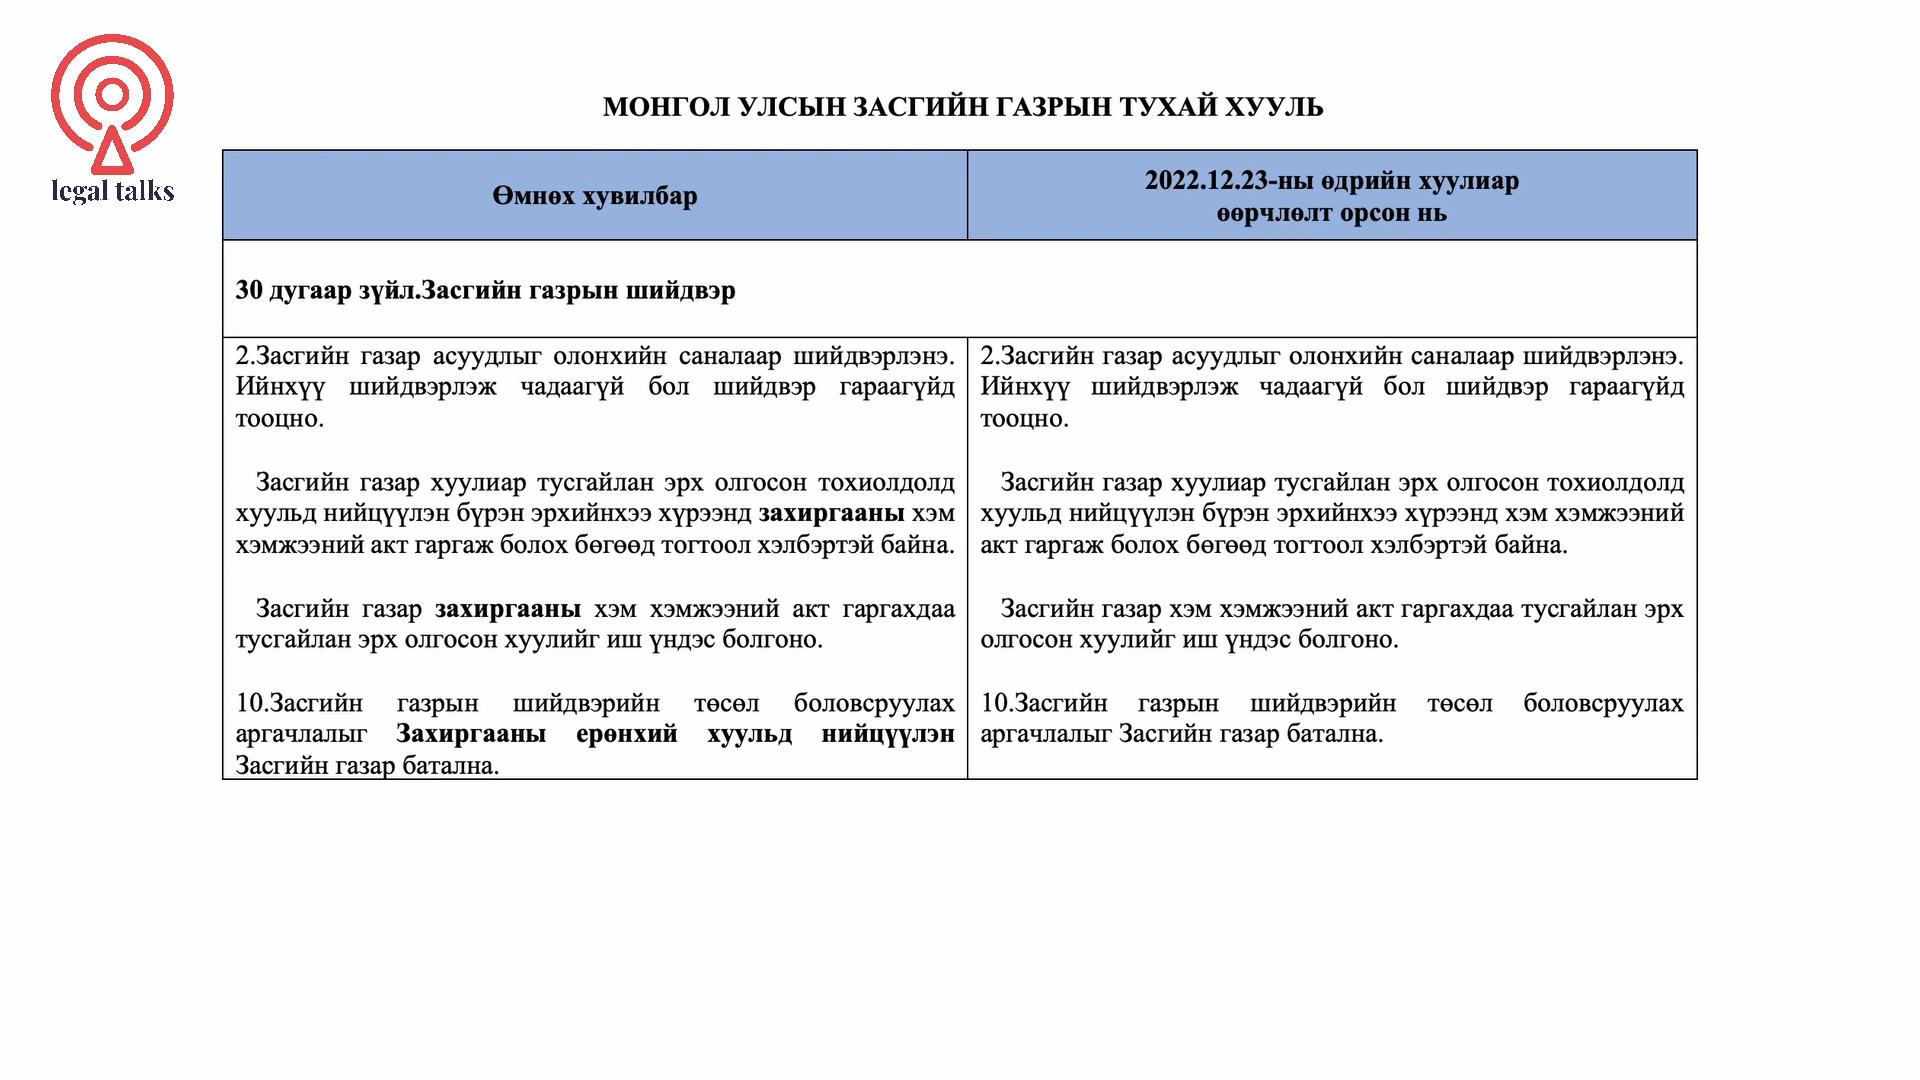 legal talks
МОНГОЛ УЛСЫН ЗАСГИЙН ГАЗРЫН ТУХАЙ ХУУЛЬ
Өмнөх хувилбар
2022.12.23-ны өдрийн хуулиар
өөрчлөлт орсон нь
30 дугаар зүйл.Засгийн газрын шийдвэр
2.Засгийн газар асуудлыг олонхийн саналаар шийдвэрлэнэ.
Ийнхүү шийдвэрлэж чадаагүй бол шийдвэр гараагүйд
тооцно.
Засгийн газар хуулиар тусгайлан эрх олгосон тохиолдолд
хуульд нийцүүлэн бүрэн эрхийнхээ хүрээнд захиргааны хэм
хэмжээний акт гаргаж болох бөгөөд тогтоол хэлбэртэй байна.
Засгийн газар захиргааны хэм хэмжээний акт гаргахдаа
тусгайлан эрх олгосон хуулийг иш үндэс болгоно.
10.Засгийн газрын шийдвэрийн төсөл боловсруулах
аргачлалыг Захиргааны ерөнхий хуульд нийцүүлэн
Засгийн газар батална.
2.Засгийн газар асуудлыг олонхийн саналаар шийдвэрлэнэ.
Ийнхүү шийдвэрлэж чадаагүй бол шийдвэр гараагүйд
тооцно.
Засгийн газар хуулиар тусгайлан эрх олгосон тохиолдолд
хуульд нийцүүлэн бүрэн эрхийнхээ хүрээнд хэм хэмжээний
акт гаргаж болох бөгөөд тогтоол хэлбэртэй байна.
Засгийн газар хэм хэмжээний акт гаргахдаа тусгайлан эрх
олгосон хуулийг иш үндэс болгоно.
10.Засгийн газрын шийдвэрийн төсөл боловсруулах
аргачлалыг Засгийн газар батална.